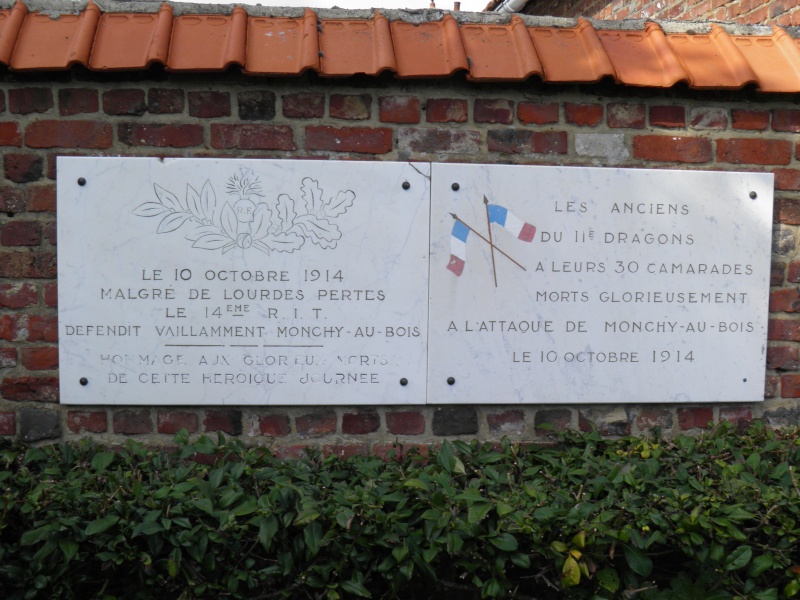 R.F.
LE 10 OCTOBRE 1914
MALGRE DE LOURDES PERTES
LE 14EME R.I.T.
DEFENDIT VAILLAMMENT MONCHY-AU-BOIS
HOMMAGE AUX GLORIEUX MORTS
DE CETTE HEROIQUE JOURNEE
LES ANCIENS
DU 11E DRAGONS
A LEURS 30 CAMARADES
MORTS GLORIEUSEMENT
A L'ATTAQUE DE MONCHY-AU-BOIS
LE 10 OCTOBRE 1914